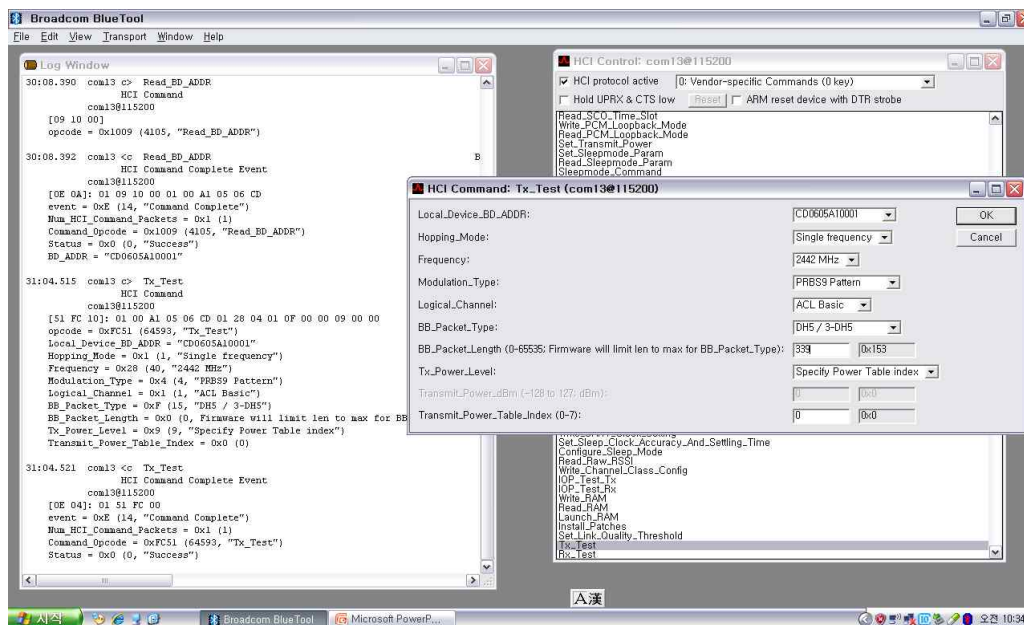 Broadcom BlueTool
File Edit View Transport Window Help
Log Window
30:08.390 com13 c> Read_BD_ADDR
HCI Command
com13@115200
[09 10 00]
opcode = 0x1009 (4105, "Read_BD_ADDR")
30:08.392 com13 <c Read_BD_ADDR B
HCI Command Complete Event
com13@115200
[0E 0A]: 01 09 10 00 01 00 A1 05 06 CD
event = 0xE (14, "Command Complete")
Num_HCI_Command_Packets = 0x1 (1)
Command_Opcode = 0x1009 (4105, "Read_BD_ADDR")
Status = 0x0 (0, "Success")
BD_ADDR = "CD0605A10001"
31:04.515 com13 c> Tx_Test
HCI Command
com13@115200
[51 FC 10]: 01 00 A1 05 06 CD 01 28 04 01 0F 00 00 09 00 00
opcode = 0xFC51 (64593, "Tx_Test")
Local_Device_BD_ADDR = "CD0605A10001"
Hopping_Mode = 0x1 (1, "Single frequency")
Frequency = 0x28 (40, "2442 MHz")
Modulation_Type = 0x4 (4, "PRBS9 Pattern")
Logical_Channel = 0x1 (1, "ACL Basic")
BB_Packet_Type = 0xF (15, "DH5 / 3-DH5")
BB_Packet_Length = 0x0 (0, Firmware will limit len to max for BB
Tx_Power_Level = 0x9 (9, "Specify Power Table index")
Transmit_Power_Table_Index = 0x0 (0)
31:04.521 com13 <c Tx_Test
HCI Command Complete Event
com13@115200
[0E 04]: 01 51 FC 00
event = 0xE (14, "Command Complete")
Num_HCI_Command_Packets = 0x1 (1)
Command_Opcode = 0xFC51 (64593, "Tx_Test")
Status = 0x0 (0, "Success")
HCI Control: com13@115200
HCI protocol active 0: Vendor-specific Commands (0 key)
Hold UPRX & CTS low Reset ARM reset device with DTR strobe
Read_SCO_Time_Slot
Write_PCM_Loopback_Mode
Read_PCM_Loopback_Mode
Set_Transmit_Power
Set_Sleepmode_Param
Read_Sleepmode_Param
Sleepmode_Command
HCI Command: Tx_Test (com13@115200)
Local_Device_BD_ADDR: CD0605A10001 OK
Hopping_Mode: Single frequency Cancel
Frequency: 2442 MHz
Modulation_Type: PRBS9 Pattern
Logical_Channel: ACL Basic
BB_Packet_Type: DH5 / 3-DH5
BB_Packet_Length (0-65535; Firmware will limit len to max for BB_Packet_Type): 339 0x153
Tx_Power_Level: Specify Power Table index
Transmit_Power_dBm (-128 to 127; dBm): 0 0x0
Transmit_Power_Table_Index (0-7): 0 0x0
Set_Sleep_Clock_Accuracy_And_Settling_Time
Configure_Sleep_Mode
Read_Raw_RSSI
Write_Channel_Class_Config
IOP_Test_Tx
IOP_Test_Rx
Write_RAM
Read_RAM
Launch_RAM
Install_Patches
Set_Link_Quality_Threshold
Tx_Test
Rx_Test
A漢
시작 Broadcom BlueTool Microsoft PowerP... 오전 10:34